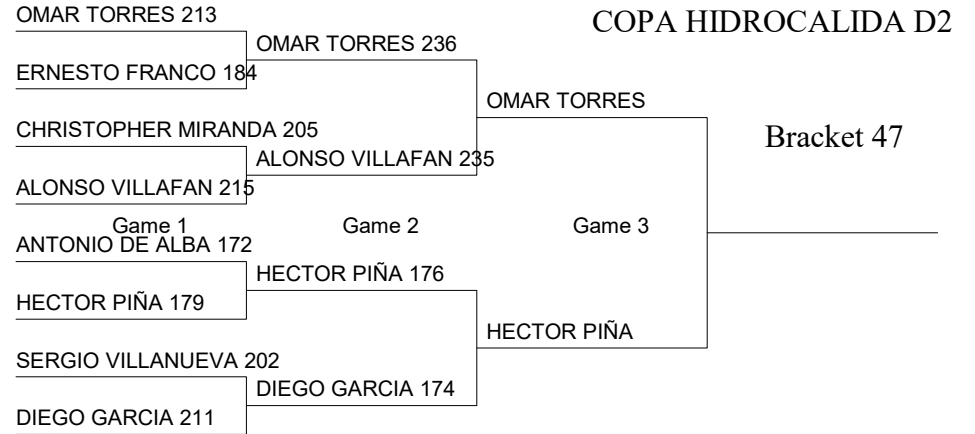 OMAR TORRES 213
COPA HIDROCALIDA D2
OMAR TORRES 236
ERNESTO FRANCO 184
OMAR TORRES
CHRISTOPHER MIRANDA 205
Bracket 47
ALONSO VILLAFAN 235
ALONSO VILLAFAN 215
Game 1
Game 2
Game 3
ANTONIO DE ALBA 172
HECTOR PIÑA 176
HECTOR PIÑA 179
HECTOR PIÑA
SERGIO VILLANUEVA 202
DIEGO GARCIA 174
DIEGO GARCIA 211